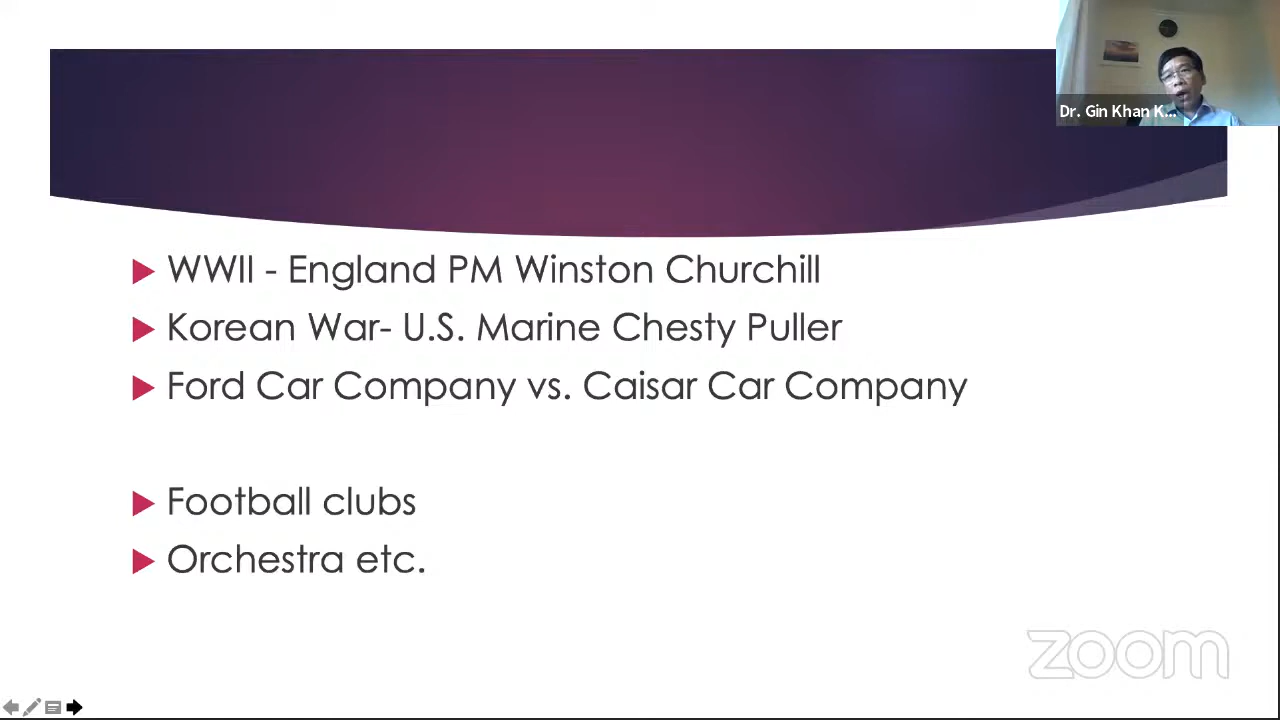 Dr. Gin Khan K...
WWII - England PM Winston Churchill
Korean War- U.S. Marine Chesty Puller
Ford Car Company vs. Caisar Car Company
Football clubs
Orchestra etc.
zoom